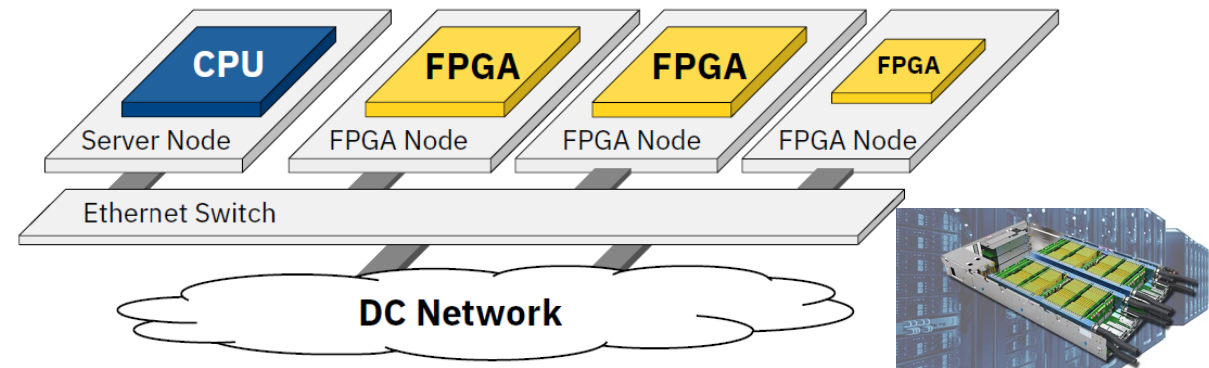 CPU
FPGA
FPGA
FPGA
Server Node
FPGA Node
FPGA Node
FPGA Node
Ethernet Switch
DC Network